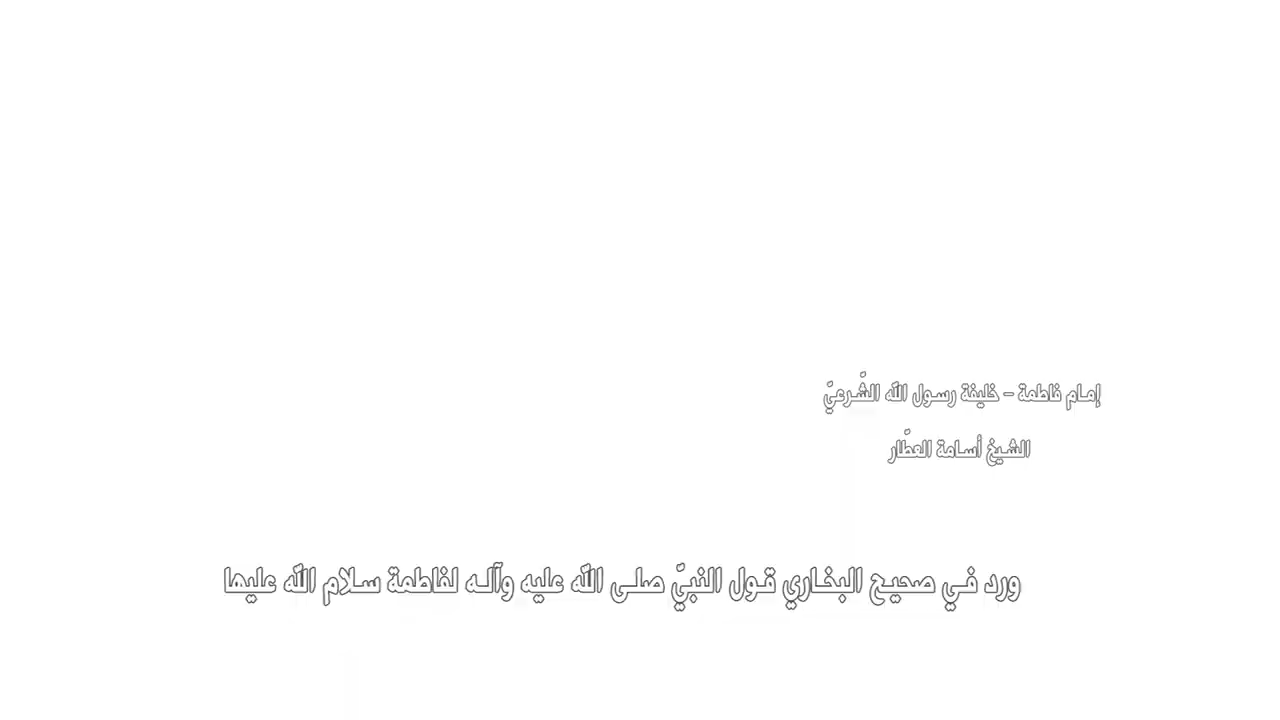 إمام فاطمة – خليفة رسول الله الشّرعيّ
الشيخ أسامة العطّار
ورد في صحيح البخاري قول النبيّ صلى الله عليه وآله لفاطمة سلام الله عليها